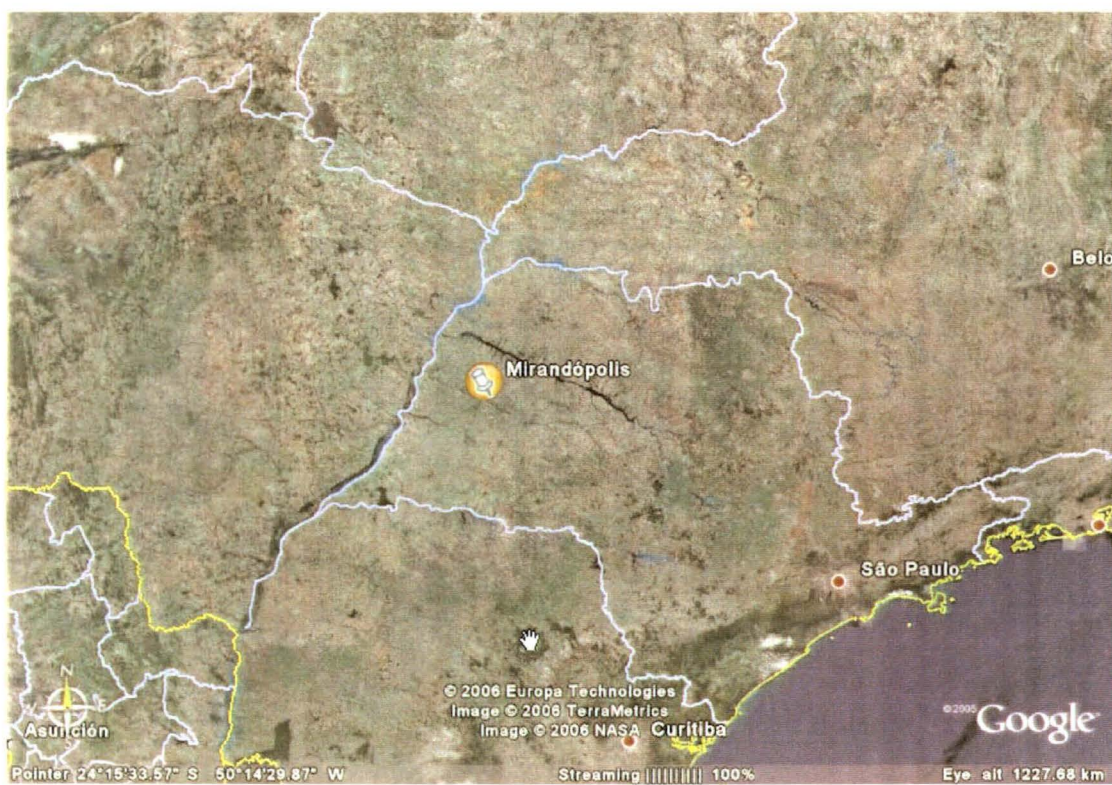 Belo
Mirandópolis
São Paulo
N
E
© 2006 Europa Technologies
Image © 2006 TerraMetrics
Image © 2006 NASA
Curitiba
Asunción
©2005 Google
Pointer 24°15'33.57" S 50°14'29.87" W
Streaming |||||||||| 100%
Eye alt 1227.68 km